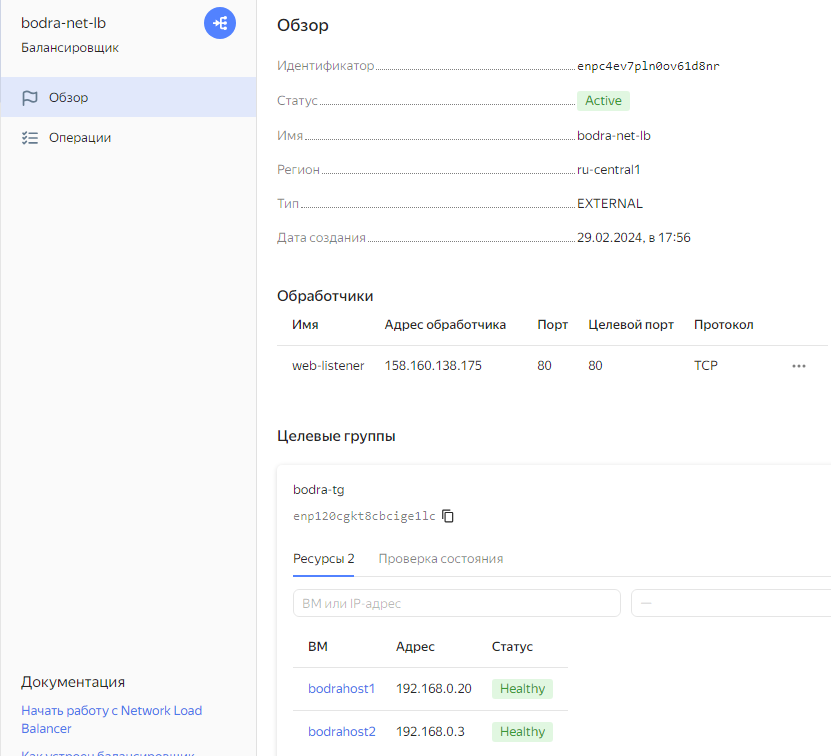 bodra-net-lb
Балансировщик
Обзор
Операции
Документация
Начать работу с Network Load
Balancer
Как устроен балансировщик
Обзор
Идентификатор enpc4ev7pln0ov61d8nr
Статус Active
Имя bodra-net-lb
Регион ru-central1
Тип EXTERNAL
Дата создания 29.02.2024, в 17:56
Обработчики
Имя Адрес обработчика Порт Целевой порт Протокол
web-listener 158.160.138.175 80 80 TCP
Целевые группы
bodra-tg
enp120cgkt8cbcige1lc
Ресурсы 2 Проверка состояния
ВМ или IP-адрес —
ВМ Адрес Статус
bodrahost1 192.168.0.20 Healthy
bodrahost2 192.168.0.3 Healthy